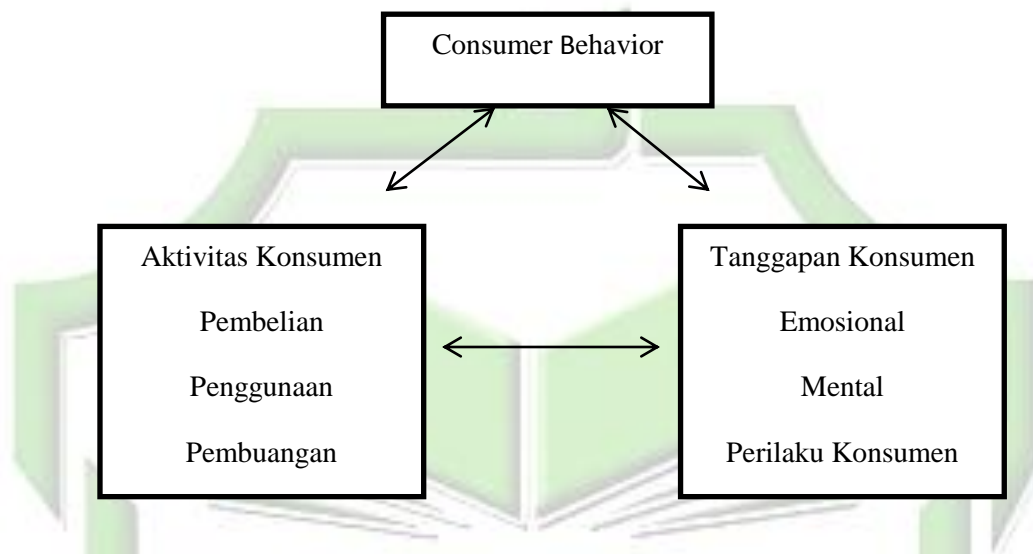 Consumer Behavior
Aktivitas Konsumen
Pembelian
Penggunaan
Pembuangan
Tanggapan Konsumen
Emosional
Mental
Perilaku Konsumen